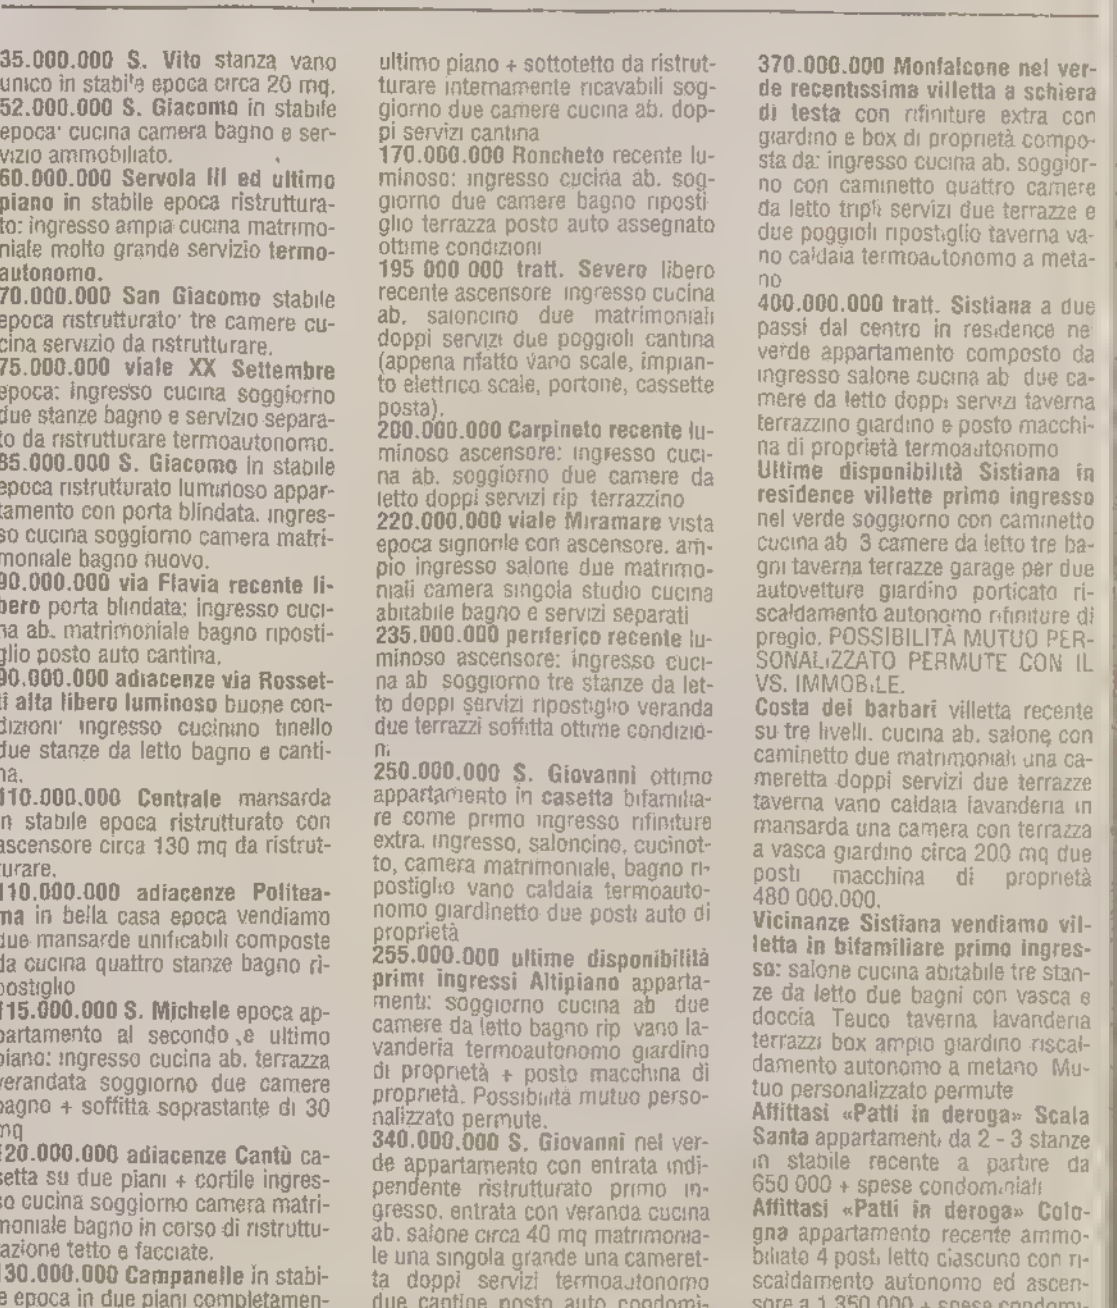 35.000.000 S. Vito stanza vano
unico in stabile epoca circa 20 mq.
52.000.000 S. Giacomo in stabile
epoca: cucina camera bagno e ser-
vizio ammobiliato.
60.000.000 Servola III ed ultimo
piano in stabile epoca ristruttura-
to: ingresso ampia cucina matrimo-
niale molto grande servizio termo-
autonomo.
70.000.000 San Giacomo stabile
epoca ristrutturato: tre camere cu-
cina servizio da ristrutturare.
75.000.000 viale XX Settembre
epoca: ingresso cucina soggiorno
due stanze bagno e servizio separa-
to da ristrutturare termoautonomo.
85.000.000 S. Giacomo in stabile
epoca ristrutturato luminoso appar-
tamento con porta blindata. ingres-
so cucina soggiorno camera matri-
moniale bagno nuovo.
90.000.000 via Flavia recente li-
bero porta blindata: ingresso cuci-
na ab. matrimoniale bagno riposti-
glio posto auto cantina.
90.000.000 adiacenze via Rosset-
ti alta libero luminoso buone con-
dizioni ingresso cucinino tinello
due stanze da letto bagno e canti-
na.
110.000.000 Centrale mansarda
in stabile epoca ristrutturato con
ascensore circa 130 mq da ristrut-
turare.
110.000.000 adiacenze Politea-
ma in bella casa epoca vendiamo
due mansarde unificabili composte
da cucina quattro stanze bagno ri-
postiglio
115.000.000 S. Michele epoca ap-
partamento al secondo e ultimo
piano: ingresso cucina ab. terrazza
verandata soggiorno due camere
bagno + soffitta soprastante di 30
mq
120.000.000 adiacenze Cantù ca-
setta su due piani + cortile ingres-
so cucina soggiorno camera matri-
moniale bagno in corso di ristruttu-
razione tetto e facciate.
130.000.000 Campanelle in stabi-
le epoca in due piani completamen-
ultimo piano + sottotetto da ristrut-
turare internamente ricavabili sog-
giorno due camere cucina ab. dop-
pi servizi cantina
170.000.000 Roncheto recente lu-
minoso: ingresso cucina ab. sog-
giorno due camere bagno riposti
glio terrazza posto auto assegnato
ottime condizioni
195 000 000 tratt. Severo libero
recente ascensore ingresso cucina
ab. saloncino due matrimoniali
doppi servizi due poggioli cantina
(appena rifatto vano scale, impian-
to elettrico scale, portone, cassette
posta).
200.000.000 Carpineto recente lu-
minoso ascensore: ingresso cuci-
na ab. soggiorno due camere da
letto doppi servizi rip terrazzino
220.000.000 viale Miramare vista
epoca signorile con ascensore. am-
pio ingresso salone due matrimo-
niali camera singola studio cucina
abitabile bagno e servizi separati
235.000.000 periferico recente lu-
minoso ascensore: ingresso cuci-
na ab soggiorno tre stanze da let-
to doppi servizi ripostiglio veranda
due terrazzi soffitta ottime condizio-
ni
250.000.000 S. Giovanni ottimo
appartamento in casetta bifamilia-
re come primo ingresso rifiniture
extra. ingresso, saloncino, cucinot-
to, camera matrimoniale, bagno ri-
postiglio vano caldaia termoauto-
nomo giardinetto due posti auto di
proprietà
255.000.000 ultime disponibilità
primi ingressi Altipiano apparta-
menti: soggiorno cucina ab due
camere da letto bagno rip vano la-
vanderia termoautonomo giardino
di proprietà + posto macchina di
proprietà. Possibilità mutuo perso-
nalizzato permute.
340.000.000 S. Giovanni nel ver-
de appartamento con entrata indi-
pendente ristrutturato primo in-
gresso. entrata con veranda cucina
ab. salone circa 40 mq matrimonia-
le una singola grande una cameret-
ta doppi servizi termoautonomo
due cantine posto auto condomi-
370.000.000 Monfalcone nel ver-
de recentissima villetta a schiera
di testa con rifiniture extra con
giardino e box di proprietà compo-
sta da: ingresso cucina ab. soggior-
no con caminetto quattro camere
da letto tripli servizi due terrazze e
due poggioli ripostiglio taverna va-
no caldaia termoautonomo a meta-
no
400.000.000 tratt. Sistiana a due
passi dal centro in residence nel
verde appartamento composto da
ingresso salone cucina ab due ca-
mere da letto doppi servizi taverna
terrazzino giardino e posto macchi-
na di proprietà termoautonomo
Ultime disponibilità Sistiana in
residence villette primo ingresso
nel verde soggiorno con caminetto
cucina ab 3 camere da letto tre ba-
gni taverna terrazze garage per due
autovetture giardino porticato ri-
scaldamento autonomo rifiniture di
pregio. POSSIBILITÀ MUTUO PER-
SONALIZZATO PERMUTE CON IL
VS. IMMOBILE.
Costa dei barbari villetta recente
su tre livelli. cucina ab. salone con
caminetto due matrimoniali una ca-
meretta doppi servizi due terrazze
taverna vano caldaia lavanderia in
mansarda una camera con terrazza
a vasca giardino circa 200 mq due
posti macchina di proprietà
480 000.000.
Vicinanze Sistiana vendiamo vil-
letta in bifamiliare primo ingres-
so: salone cucina abitabile tre stan-
ze da letto due bagni con vasca e
doccia Teuco taverna lavanderia
terrazzi box ampio giardino riscal-
damento autonomo a metano Mu-
tuo personalizzato permute
Affittasi «Patti in deroga» Scala
Santa appartamenti da 2 - 3 stanze
in stabile recente a partire da
650 000 + spese condominiali
Affittasi «Patti in deroga» Colo-
gna appartamento recente ammo-
biliato 4 posti letto ciascuno con ri-
scaldamento autonomo ed ascen-
sore a 1 350 000 + spese condomi-